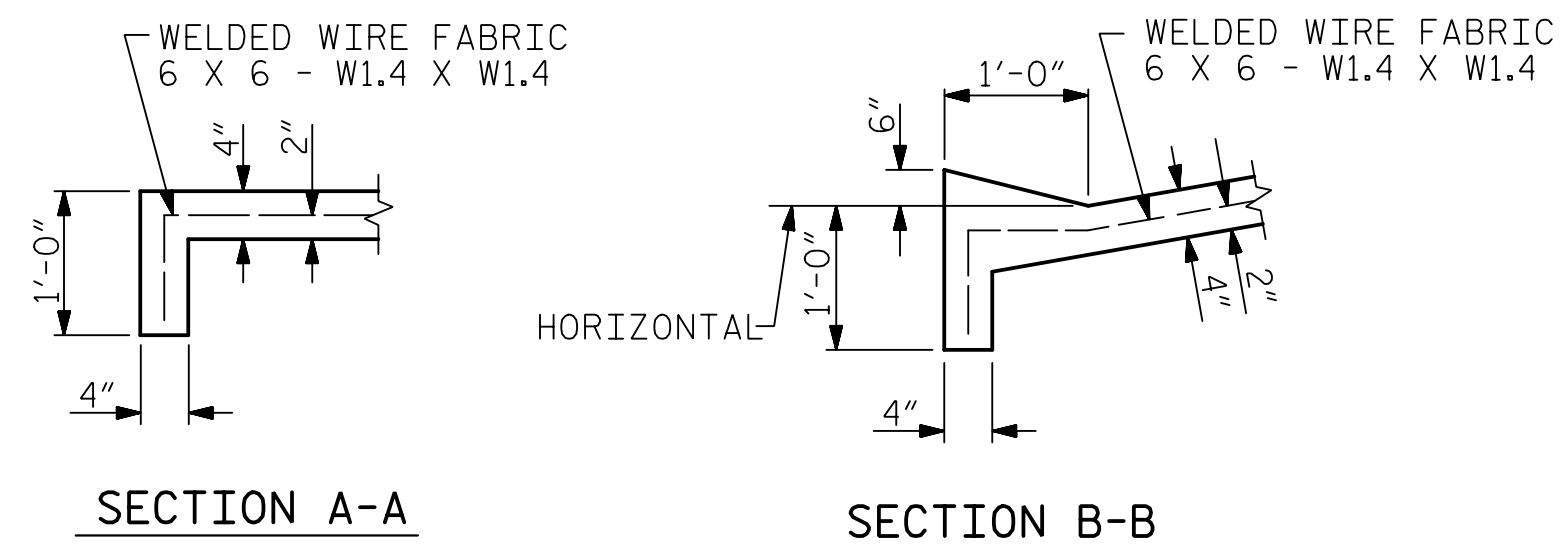 WELDED WIRE FABRIC
6 X 6 - W1.4 X W1.4
4"
2"
1'-0"
4"
SECTION A-A
WELDED WIRE FABRIC
6 X 6 - W1.4 X W1.4
1'-0"
6"
1'-0"
HORIZONTAL
4"
2"
4"
SECTION B-B